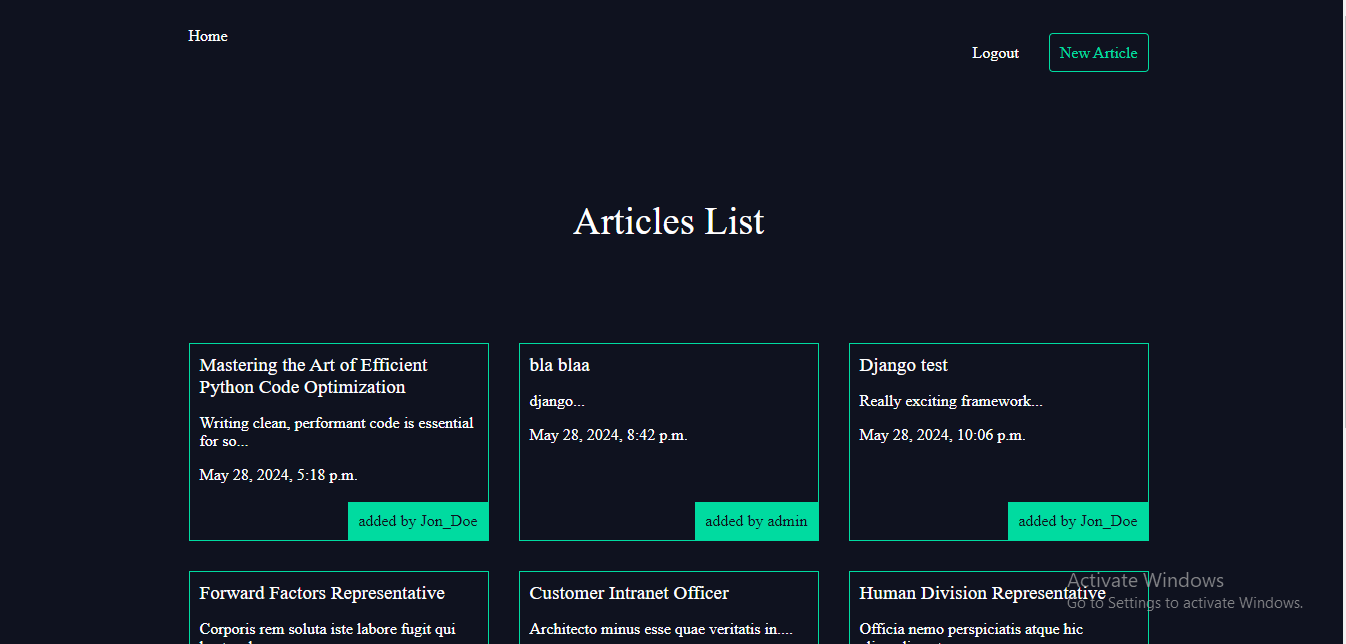 Home
Logout
New Article
Articles List
Mastering the Art of Efficient
Python Code Optimization
Writing clean, performant code is essential
for so...
May 28, 2024, 5:18 p.m.
added by Jon_Doe
bla blaa
django...
May 28, 2024, 8:42 p.m.
added by admin
Django test
Really exciting framework...
May 28, 2024, 10:06 p.m.
added by Jon_Doe
Forward Factors Representative
Corporis rem soluta iste labore fugit qui
Customer Intranet Officer
Architecto minus esse quae veritatis in....
Human Division Representative
Officia nemo perspiciatis atque hic
Activate Windows
Go to Settings to activate Windows.